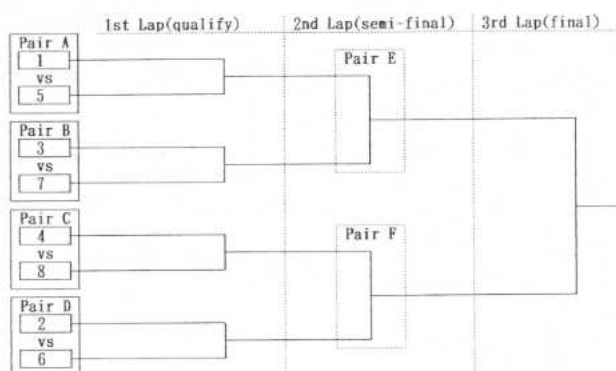 1st Lap(qualify) 2nd Lap(semi-final) 3rd Lap(final)
Pair A
1
vs
5
Pair B
3
vs
7
Pair C
4
vs
8
Pair D
2
vs
6
Pair E
Pair F